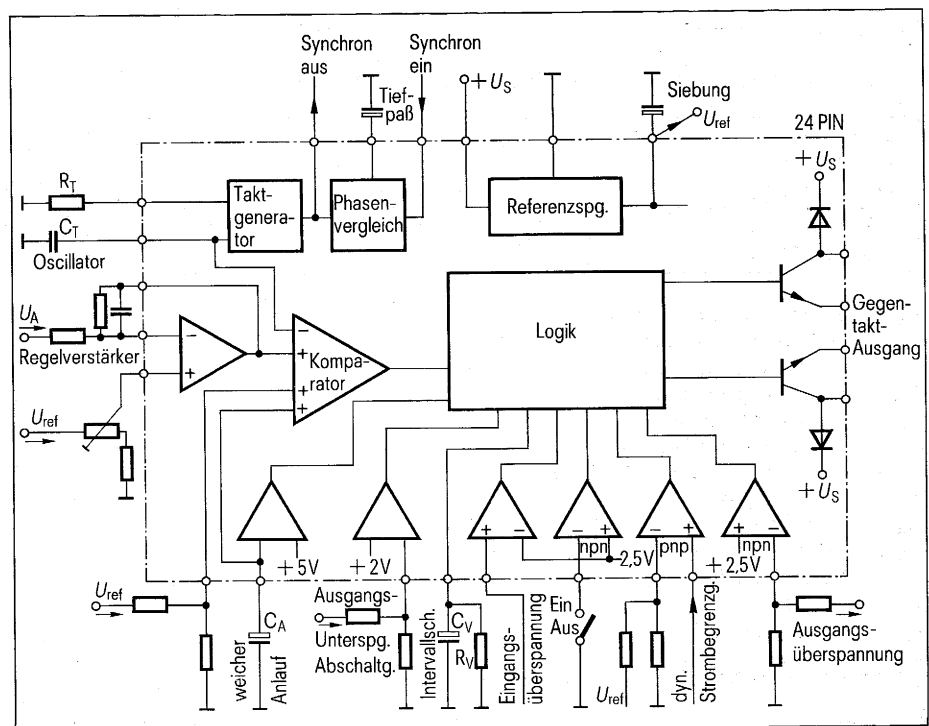 Synchron
aus
Synchron
ein
Tief-
paß
+ U_S
Siebung
U_ref
24 PIN
+ U_S
R_T
C_T
Oscillator
Takt-
genera-
tor
Phasen-
vergleich
Referenzspg.
U_A
Regelverstärker
−
+
−
+
+
+
Kompa-
rator
Logik
Gegen-
takt-
Ausgang
U_ref
+ U_S
+ −
− +
− +
+ −
npn
pnp
npn
+ 5V
+ 2V
2,5V
+ 2,5V
U_ref
C_A
weicher
Anlauf
Ausgangs-
Unterspg.
Abschaltg.
Intervallsch.
C_V
R_V
Eingangs-
überspannung
Ein
Aus
U_ref
dyn.
Strombegrenzg.
Ausgangs-
überspannung